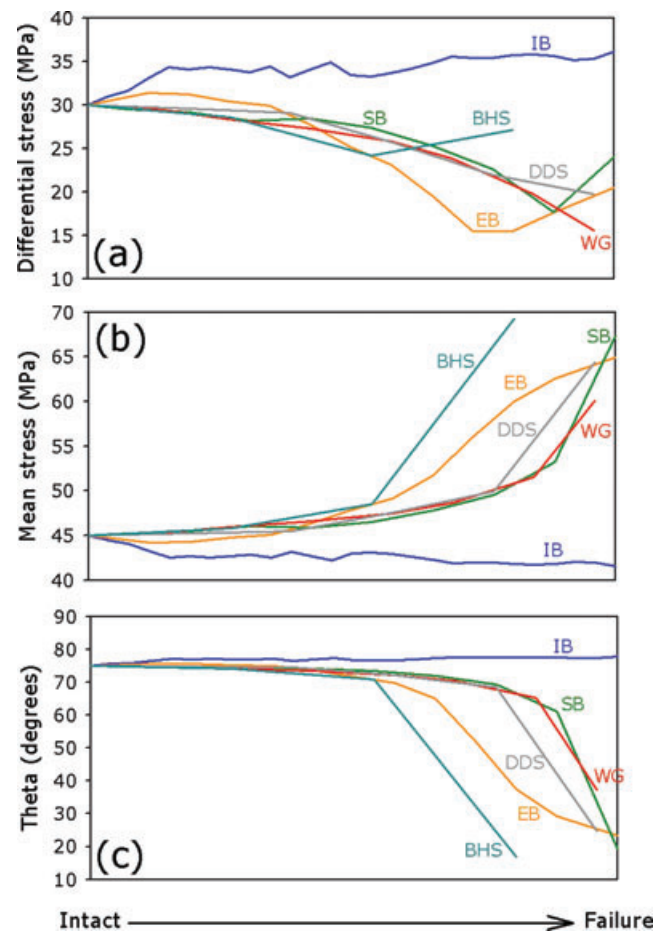 40
35
30
25
20
15
10
Differential stress (MPa)
IB
SB
BHS
DDS
EB
WG
(a)
70
65
60
55
50
45
40
Mean stress (MPa)
(b)
BHS
EB
SB
DDS
WG
IB
90
80
70
60
50
40
30
20
10
Theta (degrees)
IB
SB
DDS
WG
EB
BHS
(c)
Intact
Failure